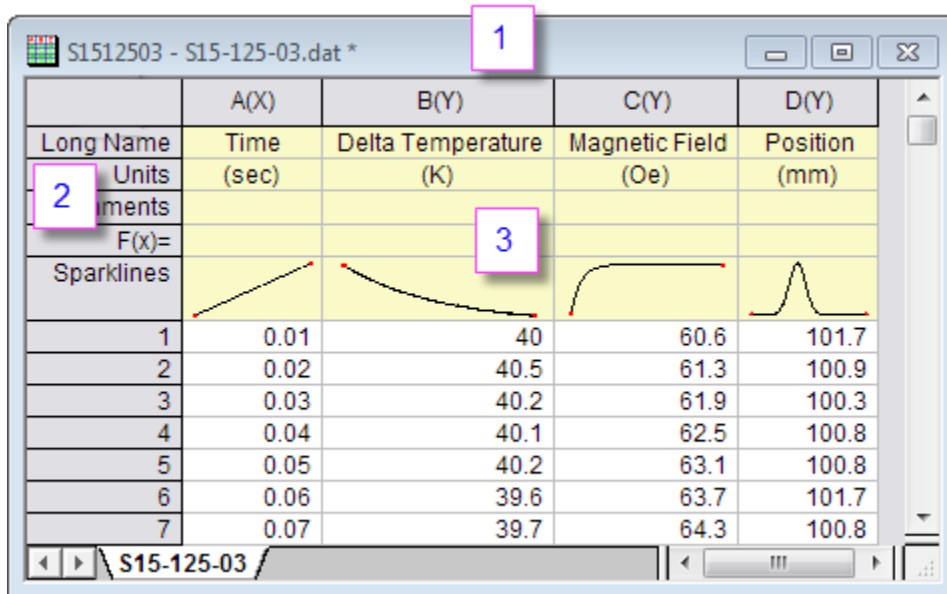 1
S1512503 - S15-125-03.dat *
A(X) B(Y) C(Y) D(Y)
Long Name Time Delta Temperature Magnetic Field Position
Units (sec) (K) (Oe) (mm)
2 mments
F(x)= 3
Sparklines
1 0.01 40 60.6 101.7
2 0.02 40.5 61.3 100.9
3 0.03 40.2 61.9 100.3
4 0.04 40.1 62.5 100.8
5 0.05 40.2 63.1 100.8
6 0.06 39.6 63.7 101.7
7 0.07 39.7 64.3 100.8
S15-125-03